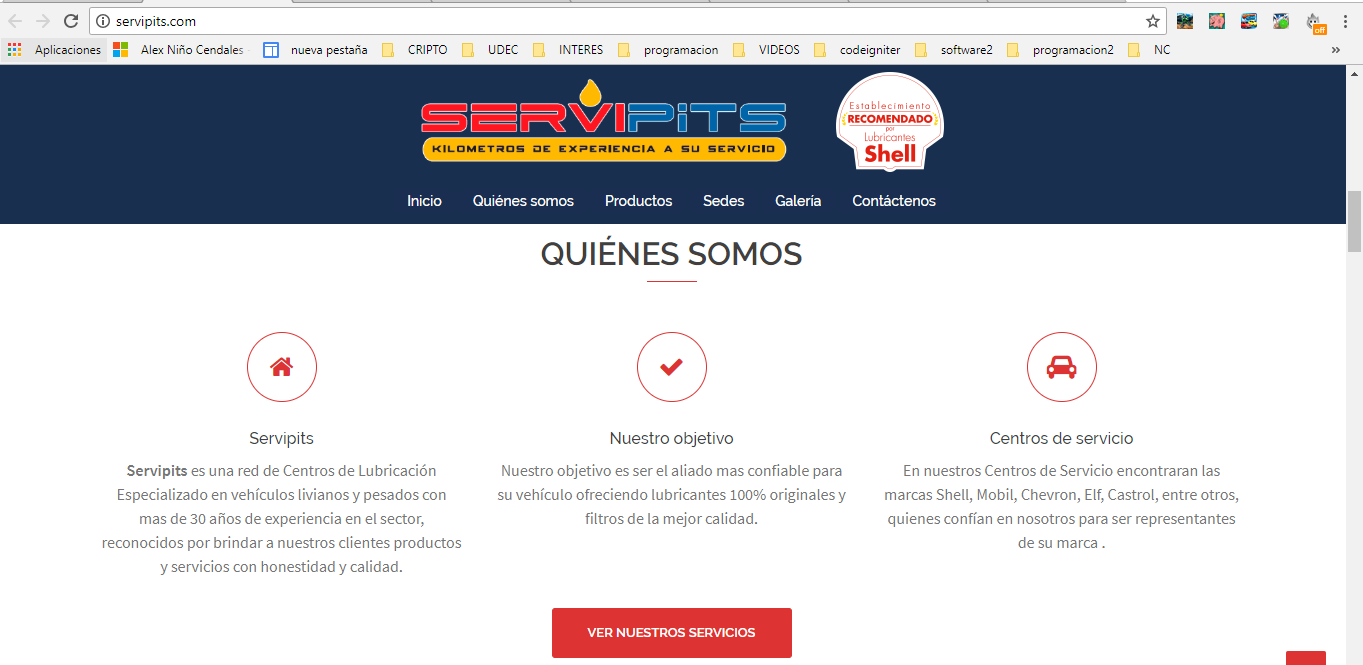 servipits.com
Aplicaciones Alex Niño Cendales nueva pestaña CRIPTO UDEC INTERES programacion VIDEOS codeigniter software2 programacion2 NC »
SERVIPITS
KILOMETROS DE EXPERIENCIA A SU SERVICIO
Establecimiento
RECOMENDADO
por
Lubricantes
Shell
Inicio Quiénes somos Productos Sedes Galería Contáctenos
QUIÉNES SOMOS
Servipits
Servipits es una red de Centros de Lubricación
Especializado en vehículos livianos y pesados con
mas de 30 años de experiencia en el sector,
reconocidos por brindar a nuestros clientes productos
y servicios con honestidad y calidad.
Nuestro objetivo
Nuestro objetivo es ser el aliado mas confiable para
su vehículo ofreciendo lubricantes 100% originales y
filtros de la mejor calidad.
Centros de servicio
En nuestros Centros de Servicio encontraran las
marcas Shell, Mobil, Chevron, Elf, Castrol, entre otros,
quienes confían en nosotros para ser representantes
de su marca .
VER NUESTROS SERVICIOS
off